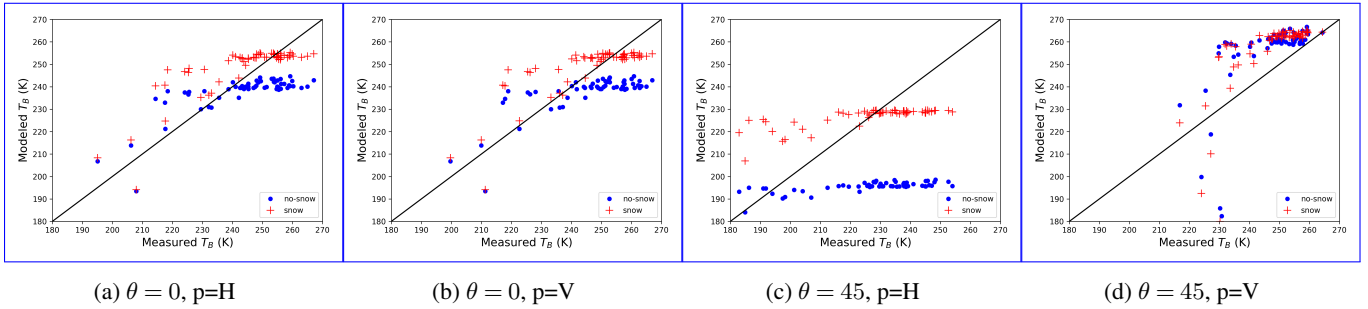 270
260
250
240
230
220
210
200
190
180
Modeled T_B (K)
180 190 200 210 220 230 240 250 260 270
Measured T_B (K)
no-snow
snow
270
260
250
240
230
220
210
200
190
180
Modeled T_B (K)
180 190 200 210 220 230 240 250 260 270
Measured T_B (K)
no-snow
snow
270
260
250
240
230
220
210
200
190
180
Modeled T_B (K)
180 190 200 210 220 230 240 250 260 270
Measured T_B (K)
no-snow
snow
270
260
250
240
230
220
210
200
190
180
Modeled T_B (K)
180 190 200 210 220 230 240 250 260 270
Measured T_B (K)
no-snow
snow
(a) θ = 0, p=H
(b) θ = 0, p=V
(c) θ = 45, p=H
(d) θ = 45, p=V